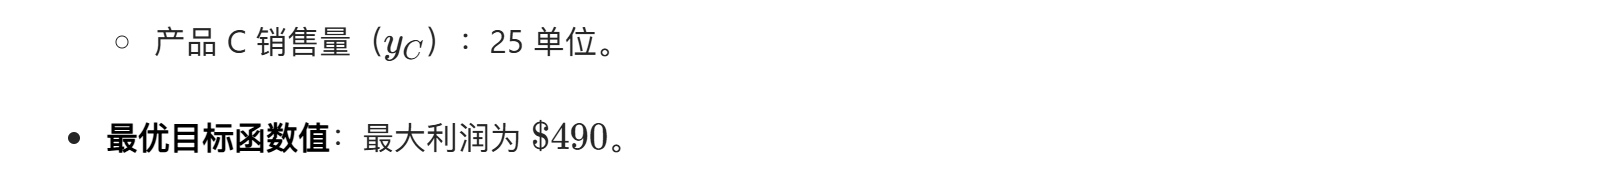 产品 C 销售量（y_C）：25 单位。
最优目标函数值：最大利润为 $490。